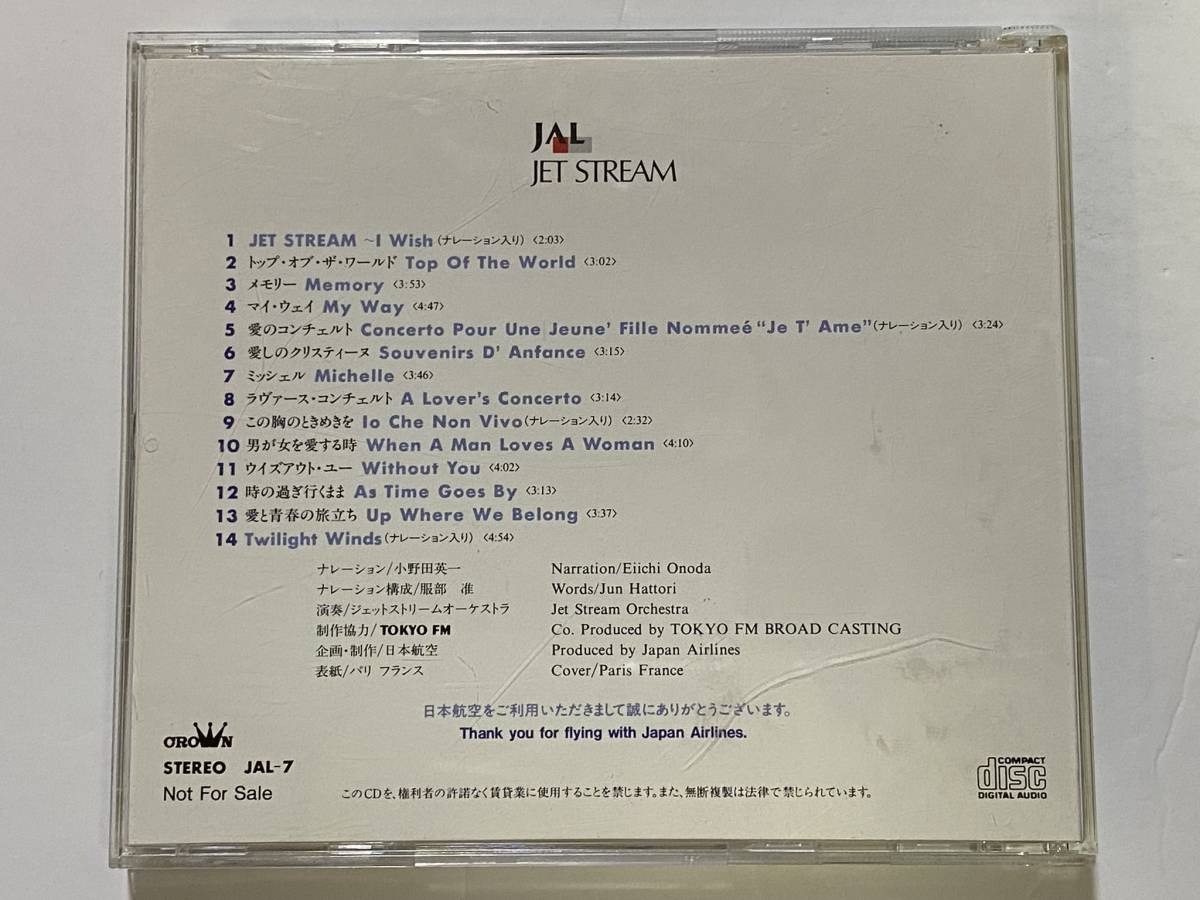 JAL
JET STREAM
1 JET STREAM ~I Wish(ナレーション入り)〈2:03〉
2 トップ・オブ・ザ・ワールド Top Of The World〈3:02〉
3 メモリー Memory〈3:53〉
4 マイ・ウェイ My Way〈4:47〉
5 愛のコンチェルト Concerto Pour Une Jeune' Fille Nommeé “Je T' Ame”(ナレーション入り)〈3:24〉
6 愛しのクリスティーヌ Souvenirs D' Anfance〈3:15〉
7 ミッシェル Michelle〈3:46〉
8 ラヴァース・コンチェルト A Lover's Concerto〈3:14〉
9 この胸のときめきを Io Che Non Vivo(ナレーション入り)〈2:32〉
10 男が女を愛する時 When A Man Loves A Woman〈4:10〉
11 ウイズアウト・ユー Without You〈4:02〉
12 時の過ぎ行くまま As Time Goes By〈3:13〉
13 愛と青春の旅立ち Up Where We Belong〈3:37〉
14 Twilight Winds(ナレーション入り)〈4:54〉
ナレーション/小野田英一 Narration/Eiichi Onoda
ナレーション構成/服部 准 Words/Jun Hattori
演奏/ジェットストリームオーケストラ Jet Stream Orchestra
制作協力/TOKYO FM Co. Produced by TOKYO FM BROAD CASTING
企画・制作/日本航空 Produced by Japan Airlines
表紙/パリ フランス Cover/Paris France
日本航空をご利用いただきまして誠にありがとうございます。
Thank you for flying with Japan Airlines.
CROWN
STEREO JAL-7
Not For Sale
このCDを、権利者の許諾なく賃貸業に使用することを禁じます。また、無断複製は法律で禁じられています。
COMPACT
disc
DIGITAL AUDIO